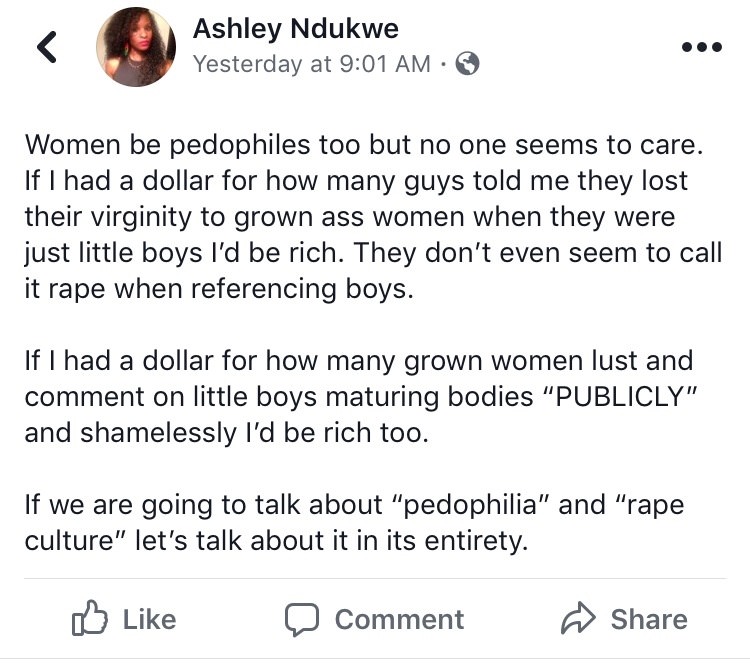 Ashley Ndukwe
Yesterday at 9:01 AM ·
Women be pedophiles too but no one seems to care.
If I had a dollar for how many guys told me they lost
their virginity to grown ass women when they were
just little boys I’d be rich. They don’t even seem to call
it rape when referencing boys.
If I had a dollar for how many grown women lust and
comment on little boys maturing bodies “PUBLICLY”
and shamelessly I’d be rich too.
If we are going to talk about “pedophilia” and “rape
culture” let’s talk about it in its entirety.
Like Comment Share